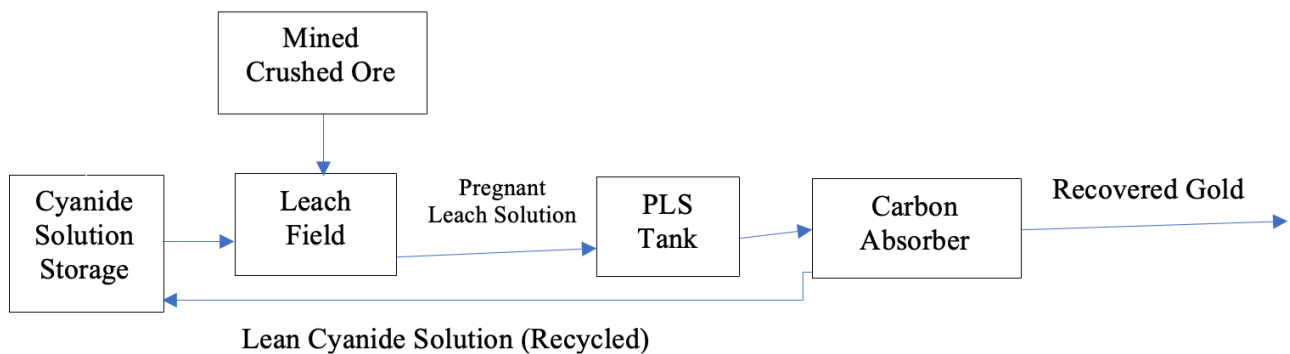 Mined
Crushed Ore
Cyanide
Solution
Storage
Leach
Field
Pregnant
Leach Solution
PLS
Tank
Carbon
Absorber
Recovered Gold
Lean Cyanide Solution (Recycled)